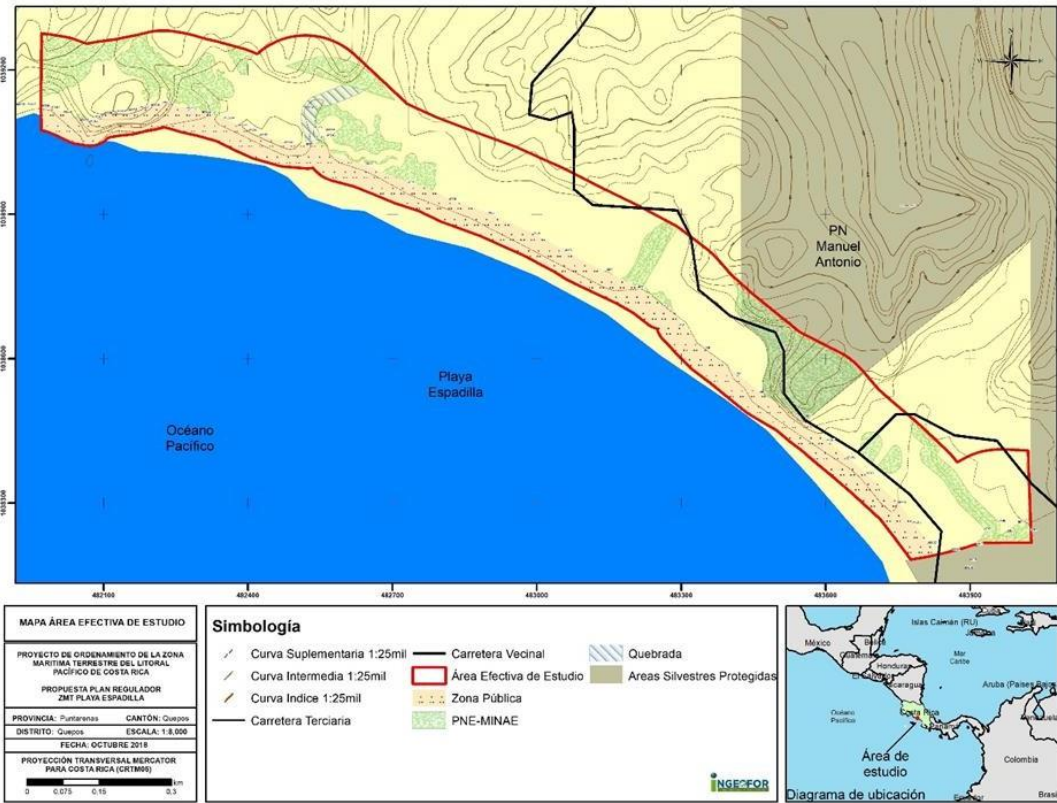 1039200
1038900
1038600
1038300
N
PN
Manuel
Antonio
Playa
Espadilla
Océano
Pacífico
482100 482400 482700 483000 483300 483600 483900
MAPA ÁREA EFECTIVA DE ESTUDIO
PROYECTO DE ORDENAMIENTO DE LA ZONA
MARITIMA TERRESTRE DEL LITORAL
PACÍFICO DE COSTA RICA
PROPUESTA PLAN REGULADOR
ZMT PLAYA ESPADILLA
PROVINCIA: Puntarenas CANTÓN: Quepos
DISTRITO: Quepos ESCALA: 1:8,000
FECHA: OCTUBRE 2018
PROYECCIÓN TRANSVERSAL MERCATOR
PARA COSTA RICA (CRTM05)
km
0 0,075 0,15 0,3
Simbología
Curva Suplementaria 1:25mil
Curva Intermedia 1:25mil
Curva Indice 1:25mil
Carretera Terciaria
Carretera Vecinal
Área Efectiva de Estudio
Zona Pública
PNE-MINAE
Quebrada
Areas Silvestres Protegidas
INGEOFOR
Islas Caimán (RU)
México
Mar
Caribe
Honduras
Aruba (Países Bajos
Costa Rica
Océano
Pacífico
Colombia
Área de
estudio
Brasi
Diagrama de ubicación